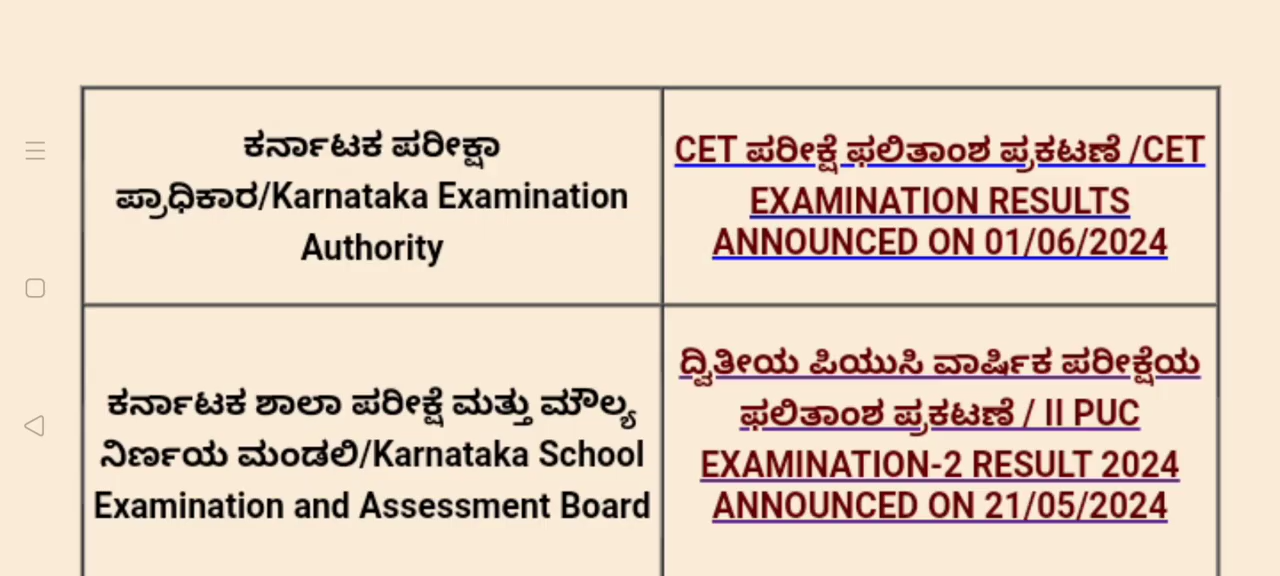 ಕರ್ನಾಟಕ ಪರೀಕ್ಷಾ
ಪ್ರಾಧಿಕಾರ/Karnataka Examination
Authority
CET ಪರೀಕ್ಷೆ ಫಲಿತಾಂಶ ಪ್ರಕಟಣೆ /CET
EXAMINATION RESULTS
ANNOUNCED ON 01/06/2024
ಕರ್ನಾಟಕ ಶಾಲಾ ಪರೀಕ್ಷೆ ಮತ್ತು ಮೌಲ್ಯ
ನಿರ್ಣಯ ಮಂಡಲಿ/Karnataka School
Examination and Assessment Board
ದ್ವಿತೀಯ ಪಿಯುಸಿ ವಾರ್ಷಿಕ ಪರೀಕ್ಷೆಯ
ಫಲಿತಾಂಶ ಪ್ರಕಟಣೆ / II PUC
EXAMINATION-2 RESULT 2024
ANNOUNCED ON 21/05/2024